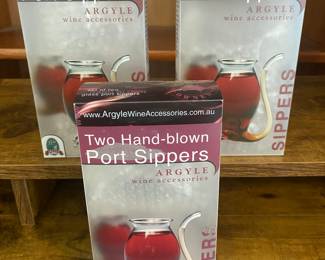 ARGYLE
wine accessories
SIPPERS
ARGYLE
wine accessories
SIPPERS
www.ArgyleWineAccessories.com.au
Two Hand-blown
Port Sippers
ARGYLE
wine accessories